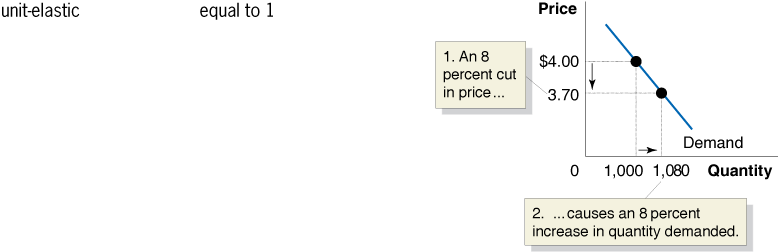 unit-elastic
equal to 1
Price
1. An 8
percent cut
in price...
$4.00
3.70
Demand
0 1,000 1,080 Quantity
2. ...causes an 8 percent
increase in quantity demanded.